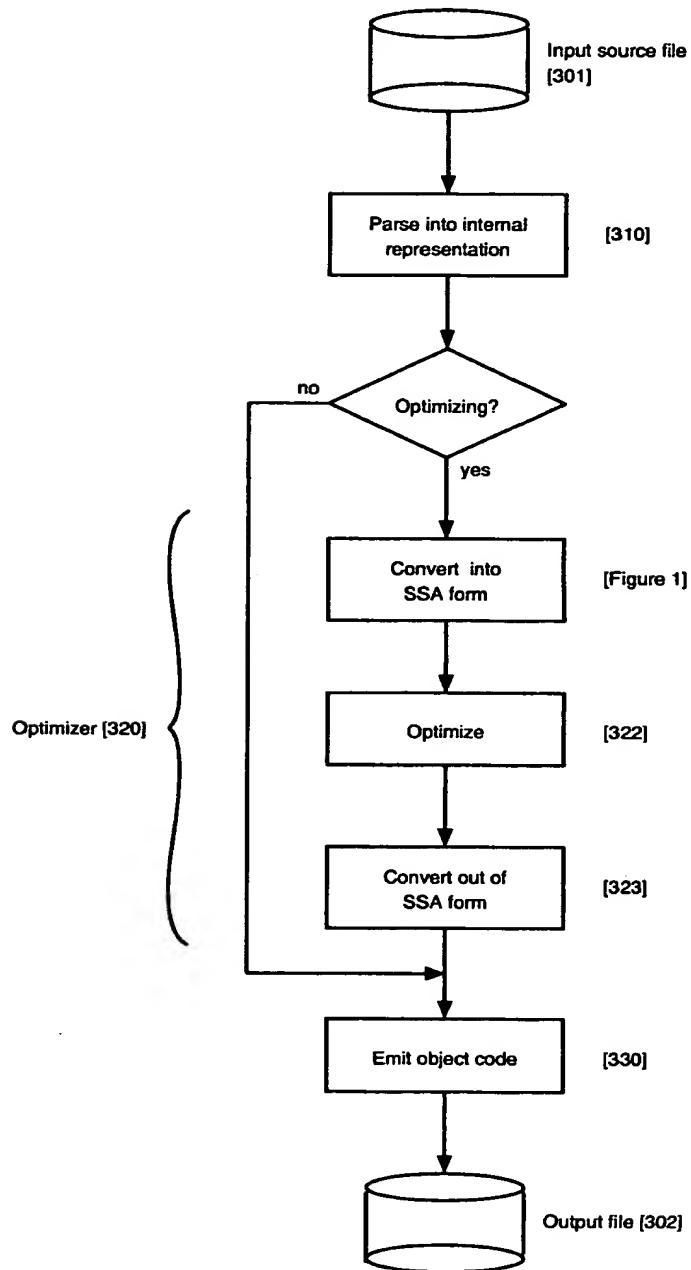 Input source file
[301]
Parse into internal
representation
[310]
no
Optimizing?
yes
Convert into
SSA form
[Figure 1]
Optimizer [320]
Optimize
[322]
Convert out of
SSA form
[323]
Emit object code
[330]
Output file [302]